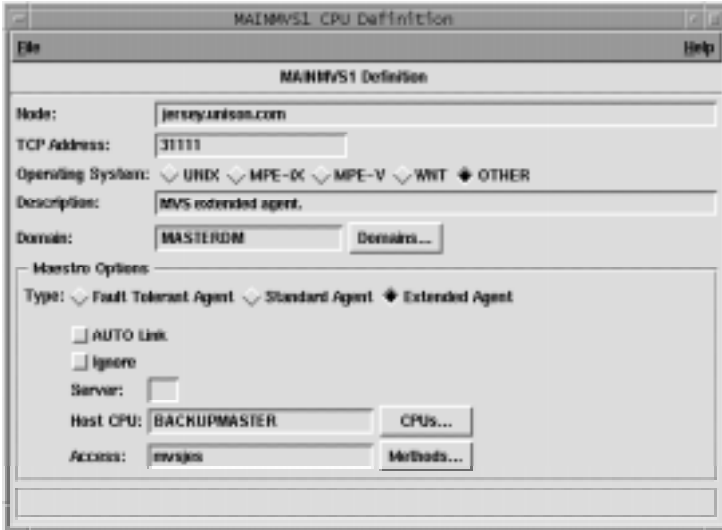 MAINMVS1 CPU Definition
File Help
MAINMVS1 Definition
Node: jersey.unison.com
TCP Address: 31111
Operating System: UNIX MPE-iX MPE-V WNT OTHER
Description: MVS extended agent.
Domain: MASTERDM Domains...
Maestro Options
Type: Fault Tolerant Agent Standard Agent Extended Agent
AUTO Link
Ignore
Server:
Host CPU: BACKUPMASTER CPUs...
Access: mvsjes Methods...